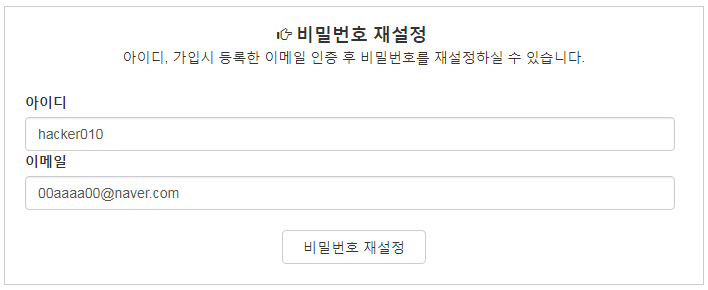 비밀번호 재설정
아이디, 가입시 등록한 이메일 인증 후 비밀번호를 재설정하실 수 있습니다.
아이디
hacker010
이메일
00aaaa00@naver.com
비밀번호 재설정